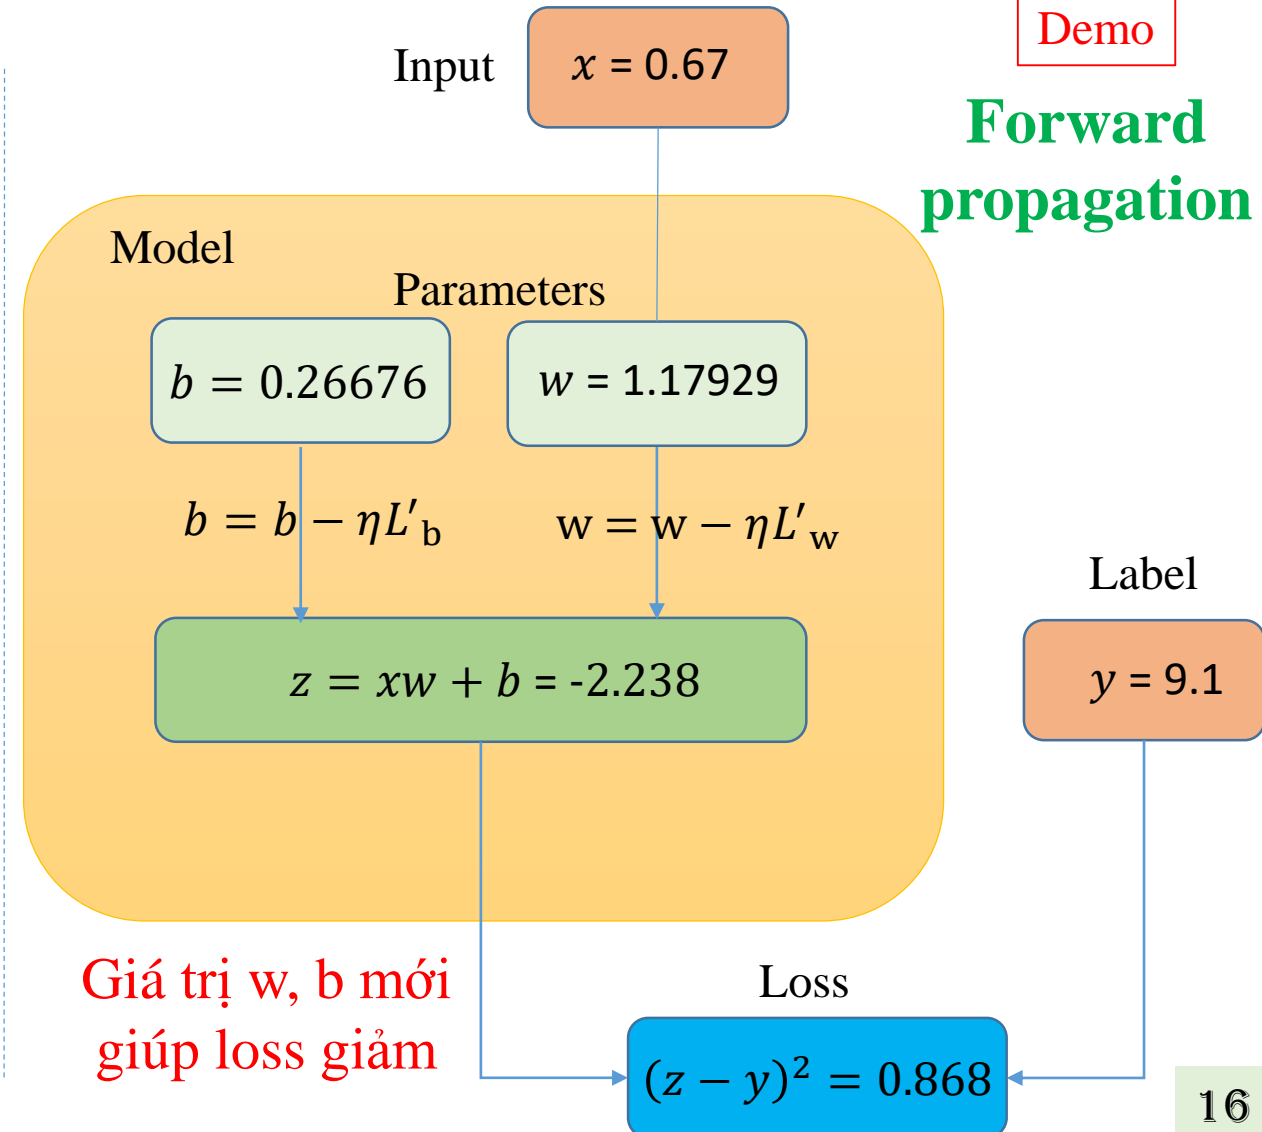 Demo
Forward
propagation
Input
x = 0.67
Model
Parameters
b = 0.26676
w = 1.17929
b = b − ηL′b
w = w − ηL′w
z = xw + b = -2.238
Label
y = 9.1
Giá trị w, b mới
giúp loss giảm
Loss
(z − y)² = 0.868
16